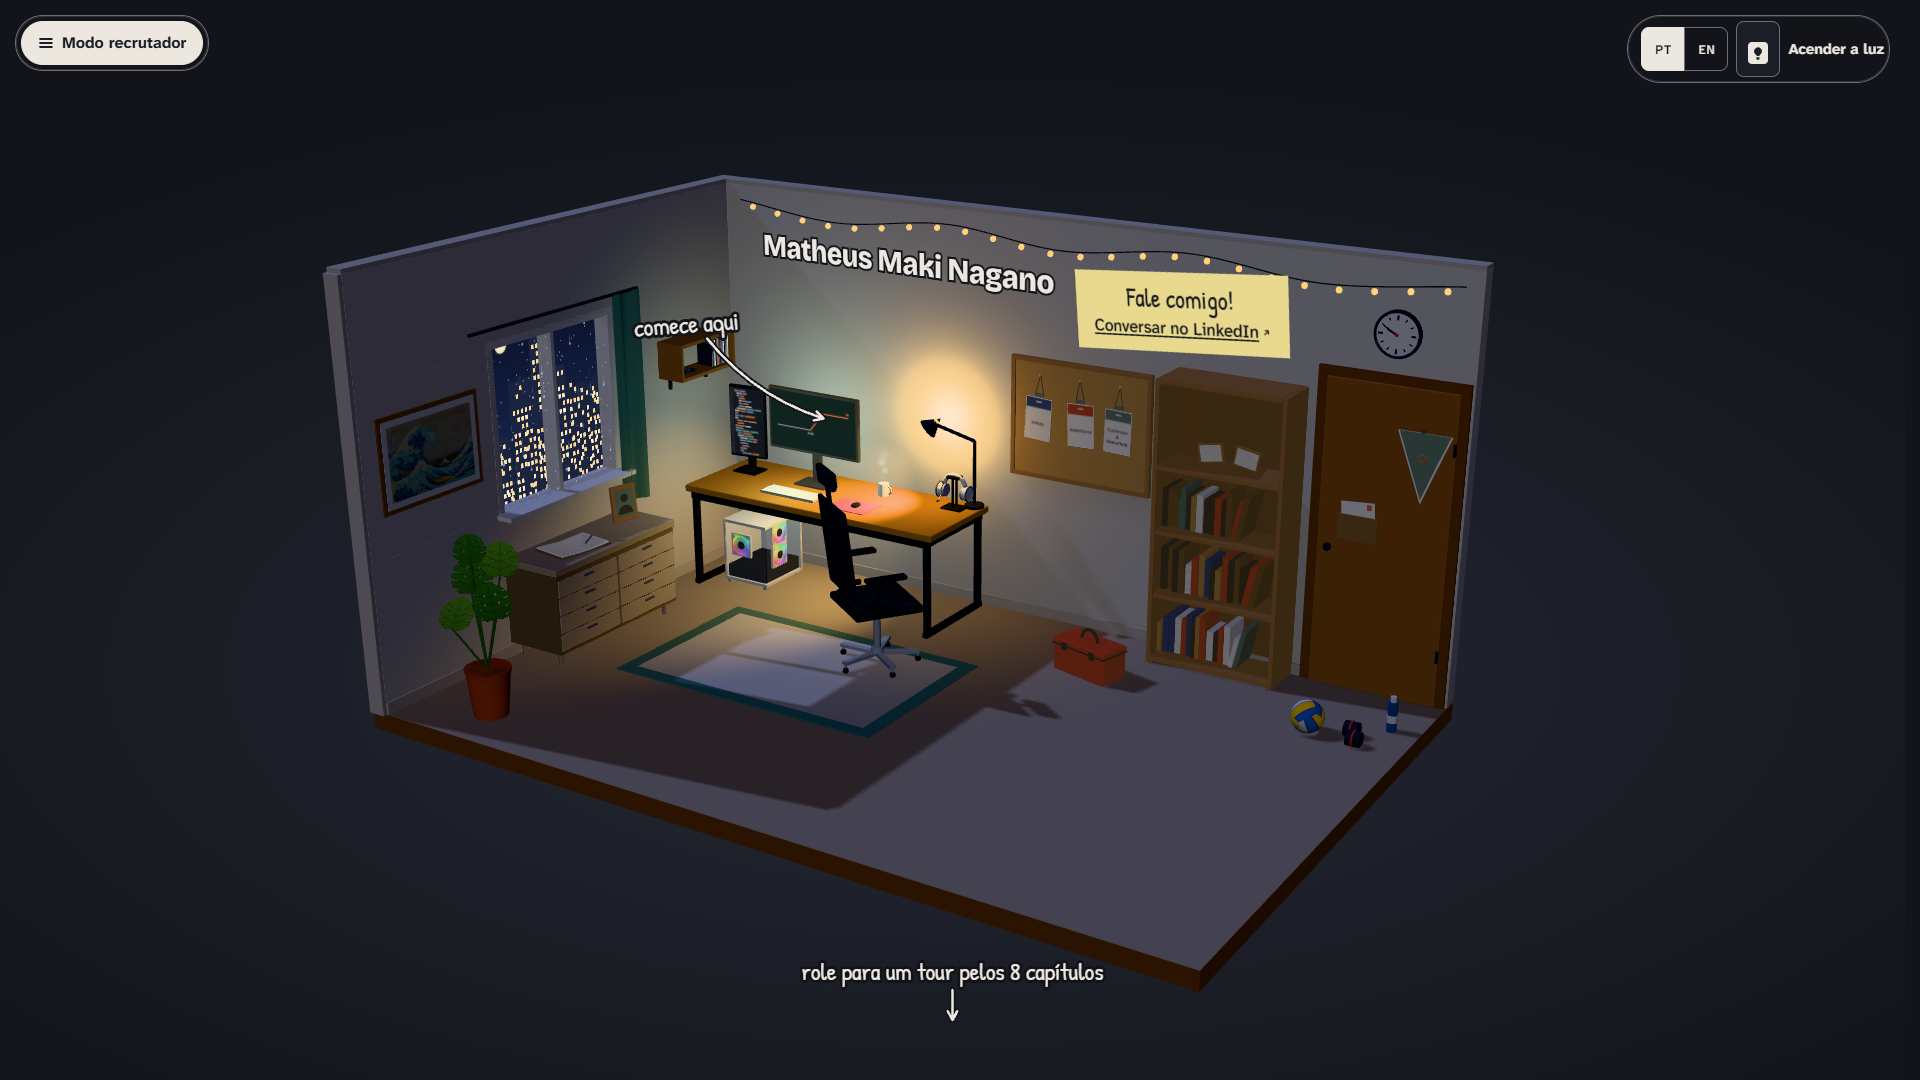 Modo recrutador
PT
EN
Acender a luz
Matheus Maki Nagano
Fale comigo!
Conversar no LinkedIn ↗
comece aqui
role para um tour pelos 8 capítulos